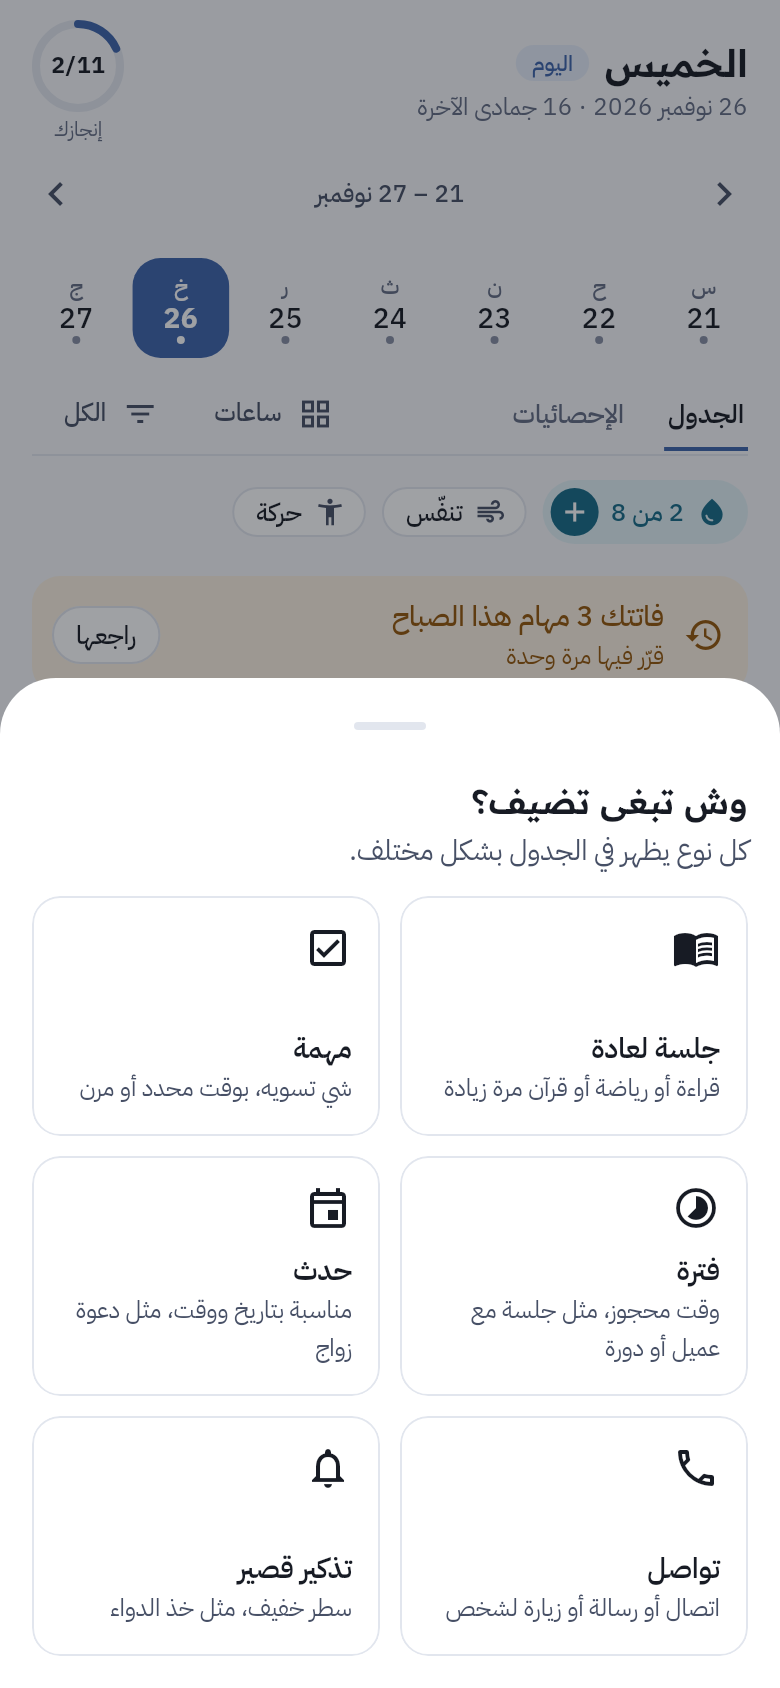 الخميس اليوم
26 نوفمبر 2026 · 16 جمادى الآخرة
2/11
إنجازك
21 – 27 نوفمبر
س ح ن ث ر خ ج
21 22 23 24 25 26 27
الجدول الإحصائيات ساعات الكل
2 من 8 تنفّس حركة
فاتتك 3 مهام هذا الصباح
قرّر فيها مرة وحدة
راجعها
وش تبغى تضيف؟
كل نوع يظهر في الجدول بشكل مختلف.
جلسة لعادة
قراءة أو رياضة أو قرآن مرة زيادة
مهمة
شي تسويه، بوقت محدد أو مرن
فترة
وقت محجوز، مثل جلسة مع
عميل أو دورة
حدث
مناسبة بتاريخ ووقت، مثل دعوة
زواج
تواصل
اتصال أو رسالة أو زيارة لشخص
تذكير قصير
سطر خفيف، مثل خذ الدواء